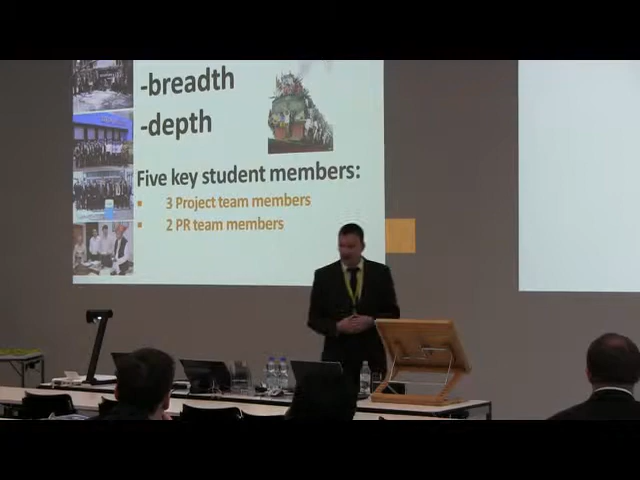 -breadth
-depth
Five key student members:
3 Project team members
2 PR team members